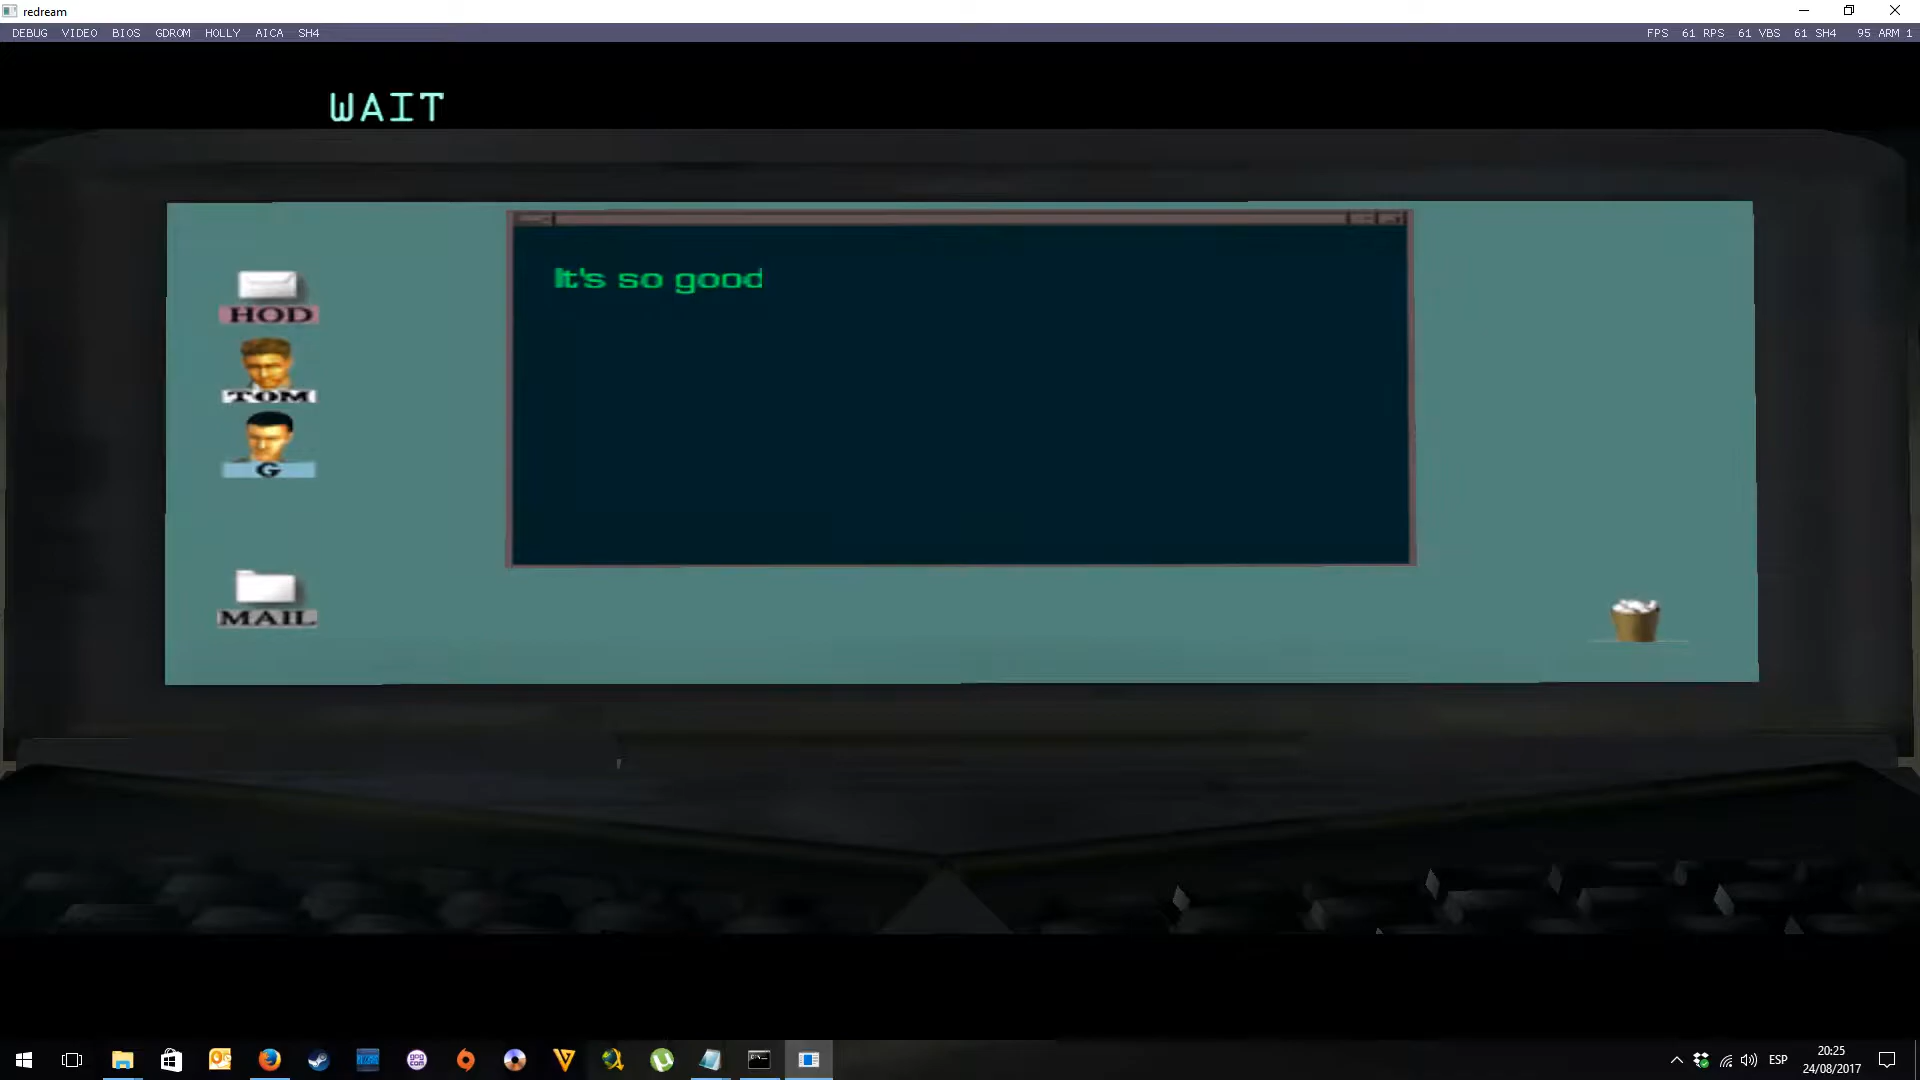 redream
DEBUG VIDEO BIOS GDROM HOLLY AICA SH4
FPS 61 RPS 61 VBS 61 SH4 95 ARM 1
WAIT
It's so good
HOD
TOM
G
MAIL
ESP
20:25
24/08/2017